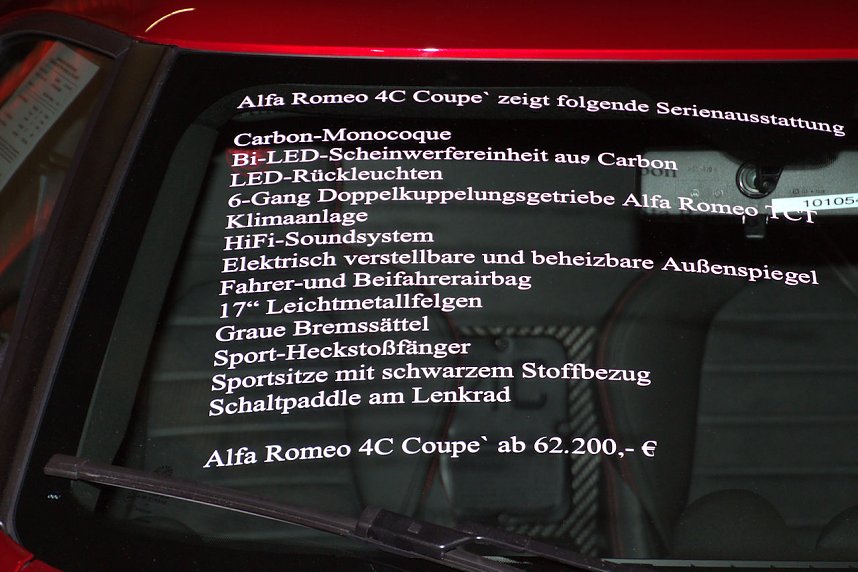 Alfa Romeo 4C Coupe` zeigt folgende Serienausstattung
Carbon-Monocoque
Bi-LED-Scheinwerfereinheit aus Carbon
LED-Rückleuchten
6-Gang Doppelkuppelungsgetriebe Alfa Romeo TCT
Klimaanlage
HiFi-Soundsystem
Elektrisch verstellbare und beheizbare Außenspiegel
Fahrer-und Beifahrerairbag
17“ Leichtmetallfelgen
Graue Bremssättel
Sport-Heckstoßfänger
Sportsitze mit schwarzem Stoffbezug
Schaltpaddle am Lenkrad
Alfa Romeo 4C Coupe` ab 62.200,- €
101054